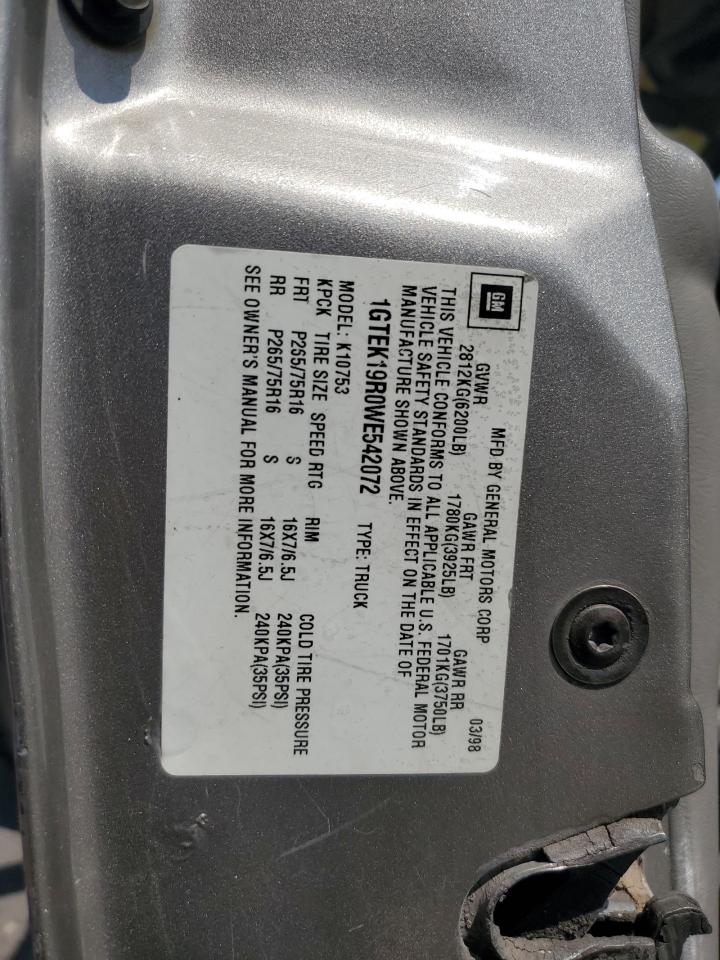 GM
MFD BY GENERAL MOTORS CORP 03/98
GVWR GAWR FRT GAWR RR
2812KG(6200LB) 1780KG(3925LB) 1701KG(3750LB)
THIS VEHICLE CONFORMS TO ALL APPLICABLE U.S. FEDERAL MOTOR
VEHICLE SAFETY STANDARDS IN EFFECT ON THE DATE OF
MANUFACTURE SHOWN ABOVE.
1GTEK19R0WE542072 TYPE: TRUCK
MODEL: K10753
KPCK TIRE SIZE SPEED RTG RIM COLD TIRE PRESSURE
FRT P265/75R16 S 16X7/6.5J 240KPA(35PSI)
RR P265/75R16 S 16X7/6.5J 240KPA(35PSI)
SEE OWNER'S MANUAL FOR MORE INFORMATION.